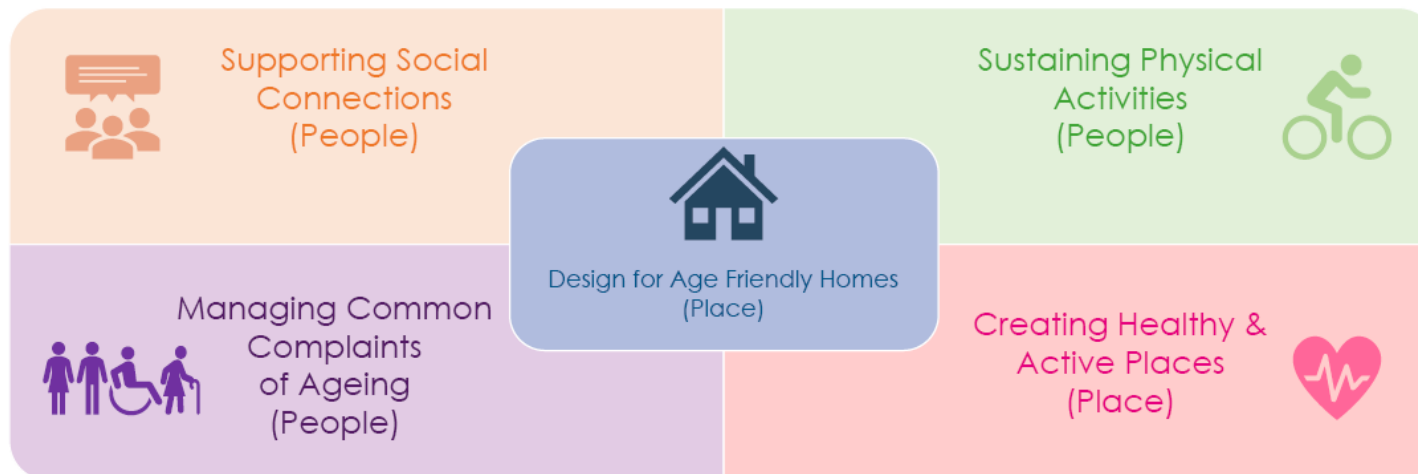 Supporting Social
Connections
(People)
Sustaining Physical
Activities
(People)
Design for Age Friendly Homes
(Place)
Managing Common
Complaints
of Ageing
(People)
Creating Healthy &
Active Places
(Place)